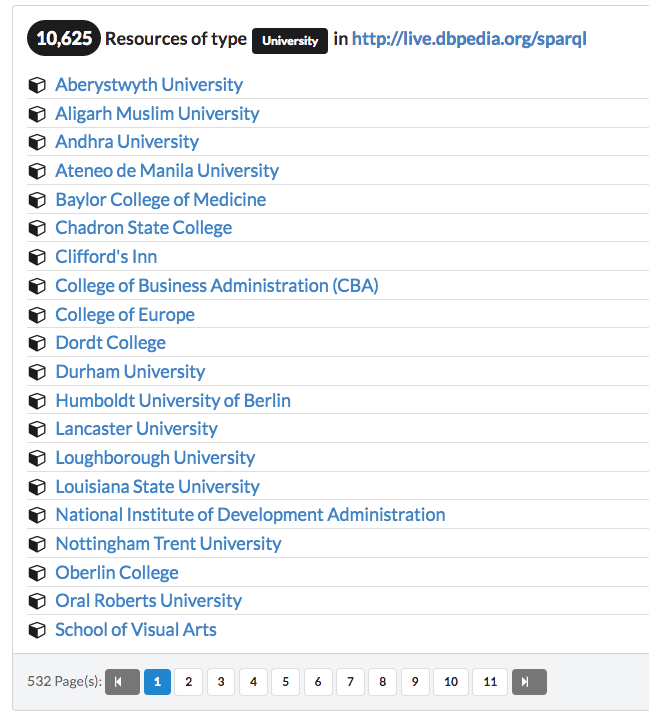 10,625 Resources of type University in http://live.dbpedia.org/sparql
Aberystwyth University
Aligarh Muslim University
Andhra University
Ateneo de Manila University
Baylor College of Medicine
Chadron State College
Clifford's Inn
College of Business Administration (CBA)
College of Europe
Dordt College
Durham University
Humboldt University of Berlin
Lancaster University
Loughborough University
Louisiana State University
National Institute of Development Administration
Nottingham Trent University
Oberlin College
Oral Roberts University
School of Visual Arts
532 Page(s): 1 2 3 4 5 6 7 8 9 10 11